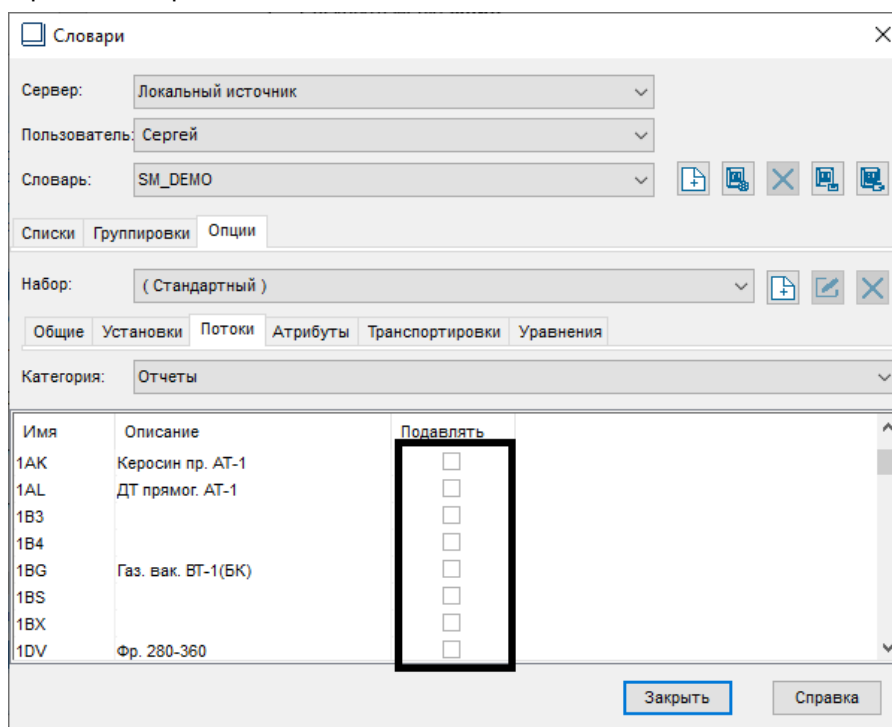 Словари
Сервер: Локальный источник
Пользователь: Сергей
Словарь: SM_DEMO
Списки Группировки Опции
Набор: ( Стандартный )
Общие Установки Потоки Атрибуты Транспортировки Уравнения
Категория: Отчеты
Имя Описание Подавлять
1AK Керосин пр. АТ-1
1AL ДТ прямог. АТ-1
1B3
1B4
1BG Газ. вак. ВТ-1(БК)
1BS
1BX
1DV Фр. 280-360
Закрыть Справка